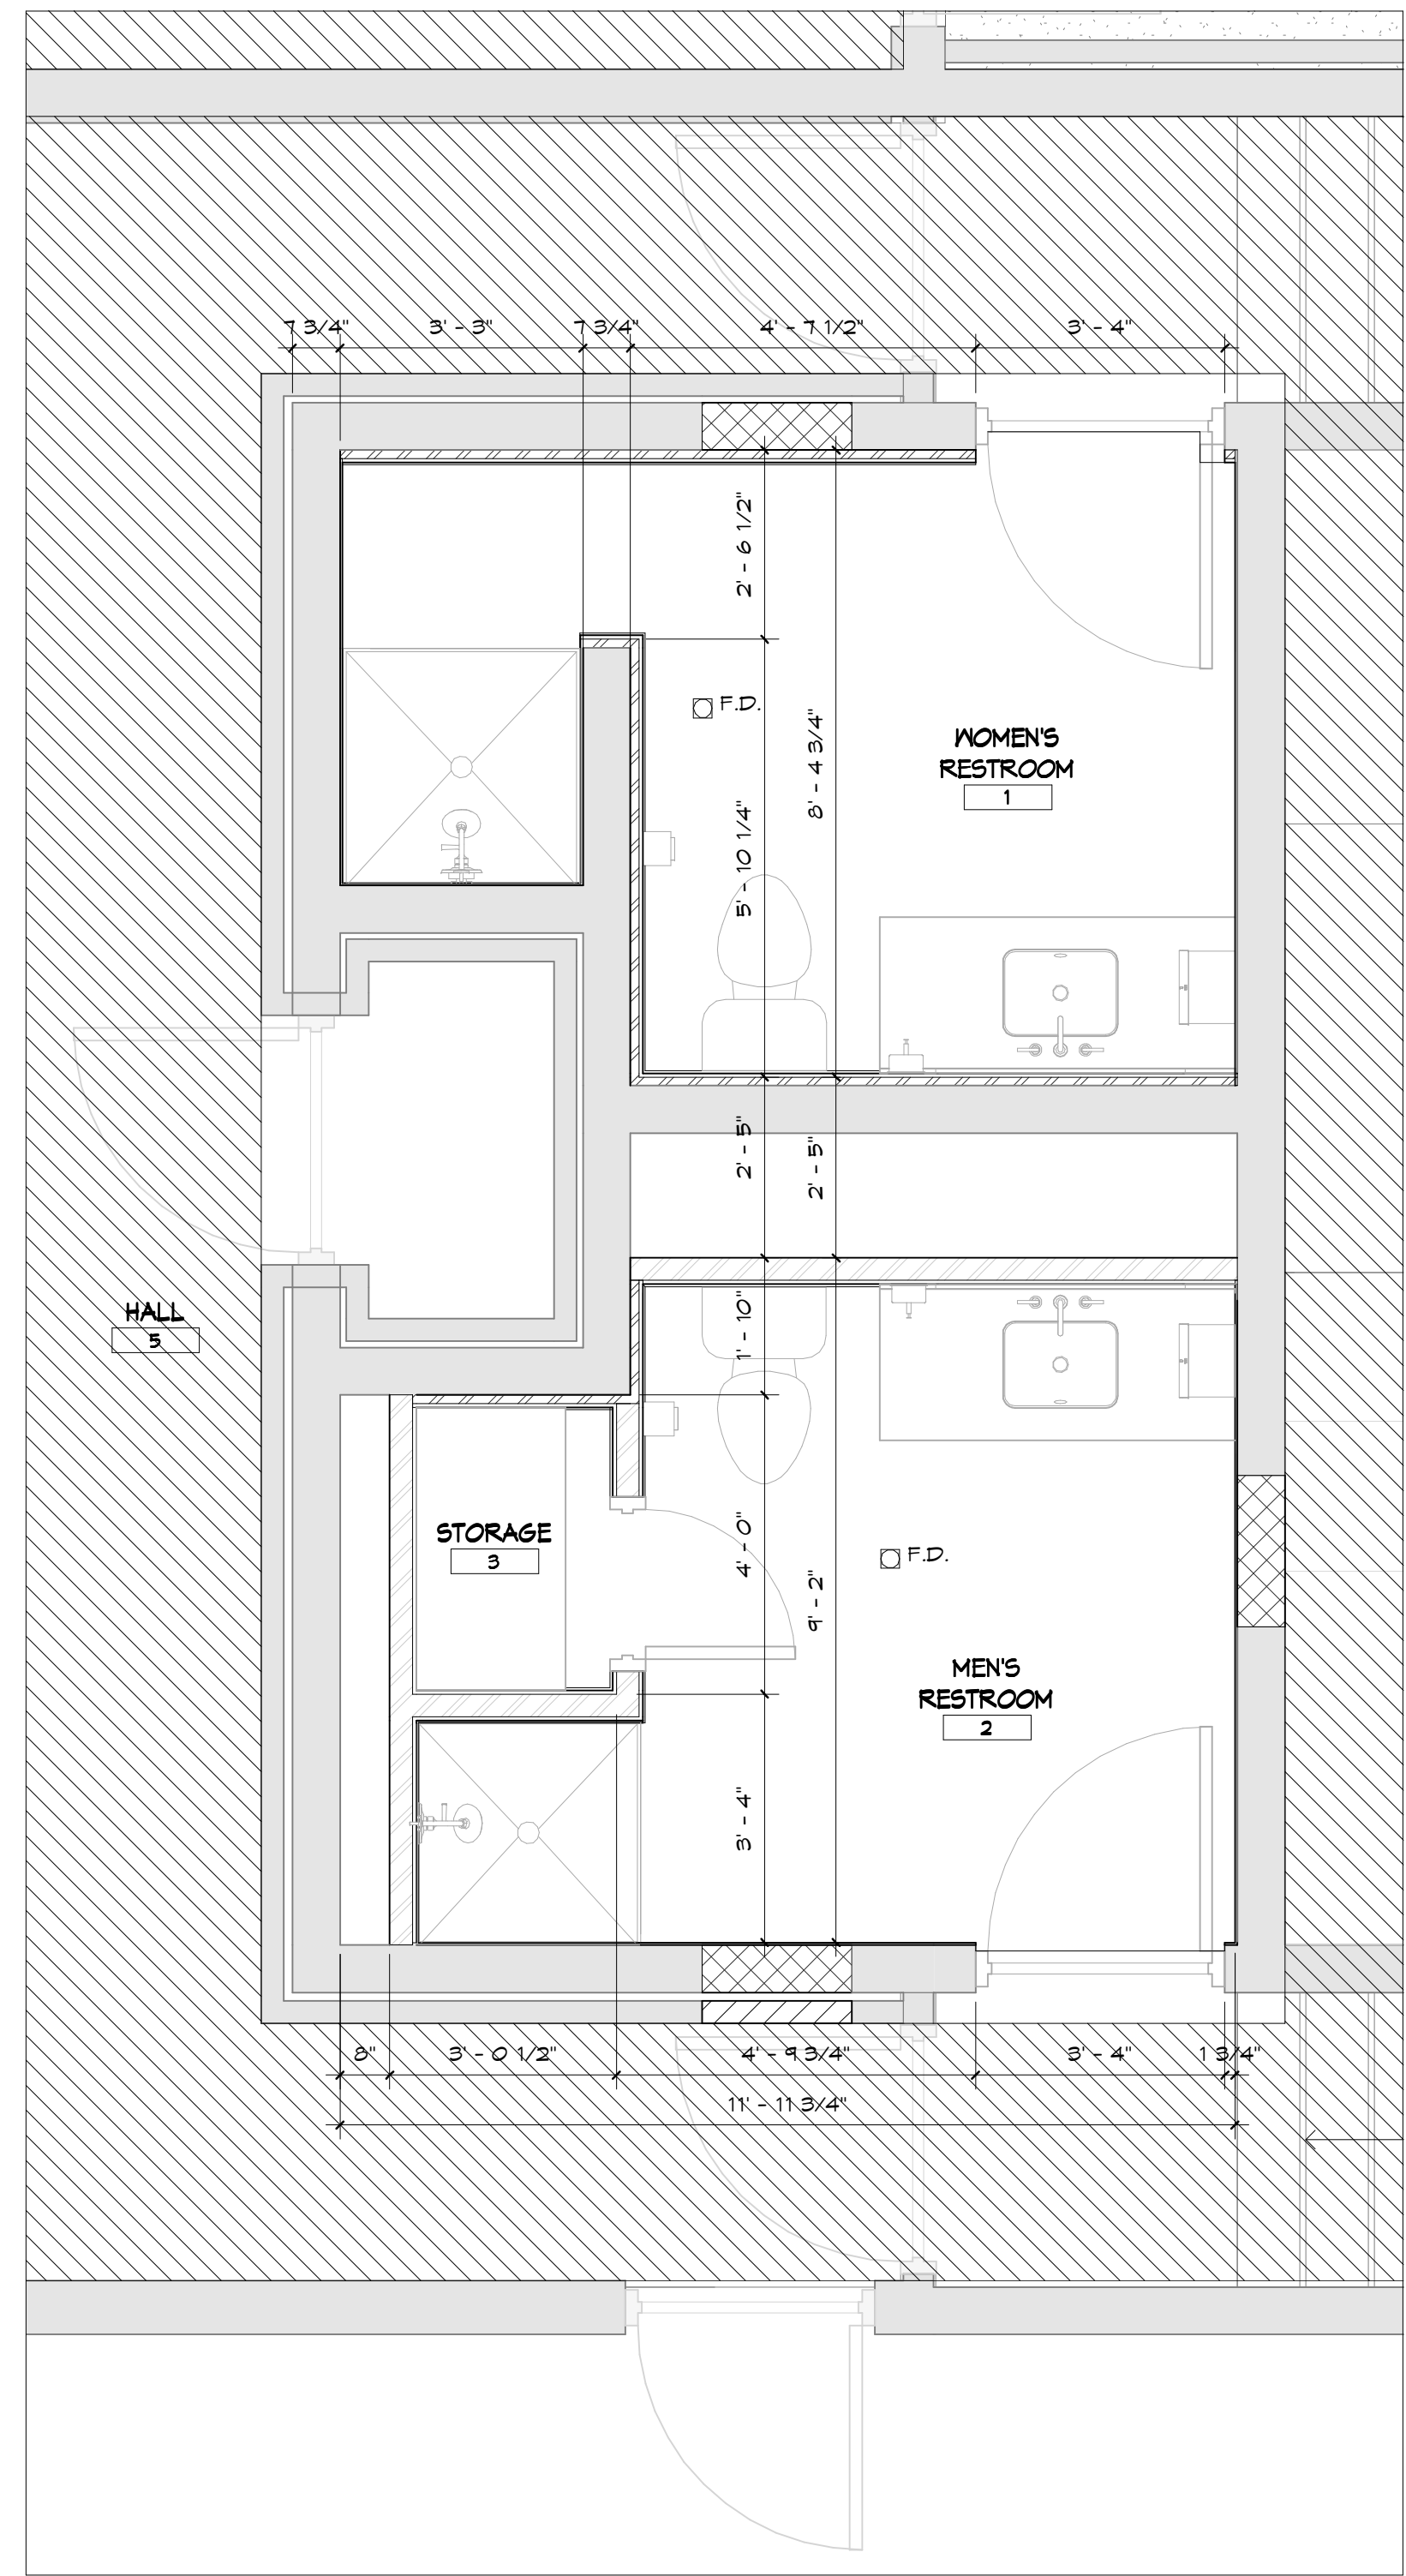 7 3/4" 3' - 3" 7 3/4" 4' - 7 1/2" 3' - 4"
2' - 6 1/2"
F.D.
8' - 4 3/4"
WOMEN'S
RESTROOM
1
5' - 10 1/4"
2' - 5"
2' - 5"
HALL
5
1' - 10"
STORAGE
3
4' - 0"
F.D.
9' - 2"
MEN'S
RESTROOM
2
3' - 4"
8" 3' - 0 1/2" 4' - 9 3/4" 3' - 4" 1 3/4"
11' - 11 3/4"